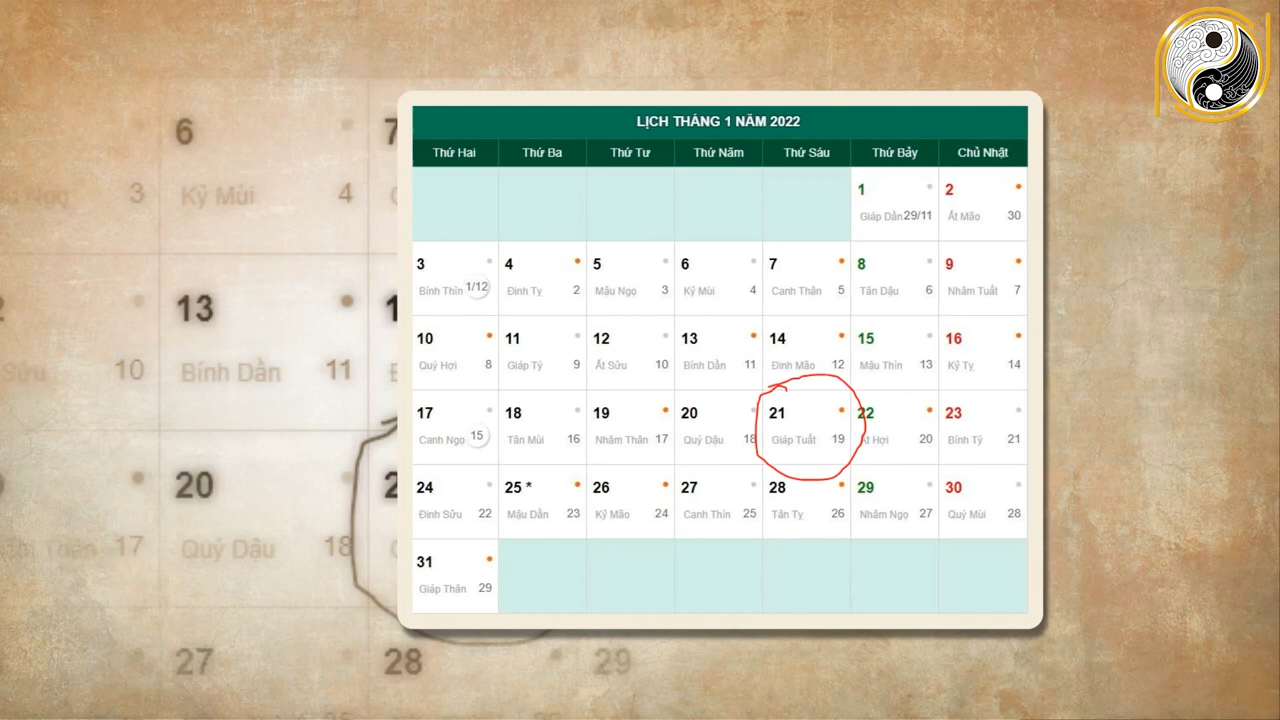 LỊCH THÁNG 1 NĂM 2022
Thứ Hai Thứ Ba Thứ Tư Thứ Năm Thứ Sáu Thứ Bảy Chủ Nhật
1 2
Giáp Dần 29/11 Ất Mão 30
3 4 5 6 7 8 9
Bính Thìn 1/12 Đinh Tỵ 2 Mậu Ngọ 3 Kỷ Mùi 4 Canh Thân 5 Tân Dậu 6 Nhâm Tuất 7
10 11 12 13 14 15 16
Quý Hợi 8 Giáp Tý 9 Ất Sửu 10 Bính Dần 11 Đinh Mão 12 Mậu Thìn 13 Kỷ Tỵ 14
17 18 19 20 21 22 23
Canh Ngọ 15 Tân Mùi 16 Nhâm Thân 17 Quý Dậu 18 Giáp Tuất 19 Ất Hợi 20 Bính Tý 21
24 25 * 26 27 28 29 30
Đinh Sửu 22 Mậu Dần 23 Kỷ Mão 24 Canh Thìn 25 Tân Tỵ 26 Nhâm Ngọ 27 Quý Mùi 28
31
Giáp Thân 29
6 7
3 Kỷ Mùi 4
13
Sửu 10 Bính Dần 11
20
Thân 17 Quý Dậu 18
27 28 29